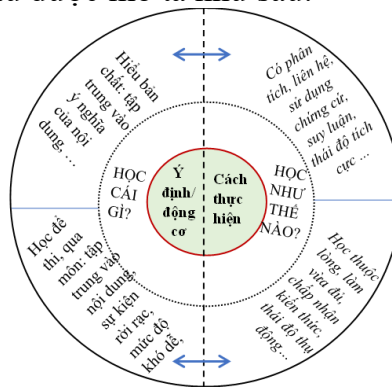 Hiểu bản
chất: tập
trung vào
ý nghĩa
của nội
dung, …
Có phân
tích, liên hệ,
sử dụng
chứng cứ,
suy luận,
thái độ tích
cực …
HỌC
CÁI
GÌ?
Ý
định/
động
cơ
Cách
thực
hiện
HỌC
NHƯ
THẾ
NÀO?
Học để
thi, qua
môn: tập
trung vào
nội dung,
sự kiện
rời rạc,
mức độ
khó dễ,
Học thuộc
lòng, làm
vừa đủ,
chấp nhận
kiến thức,
thái độ thụ
động…